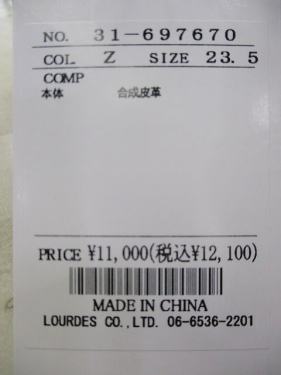 NO. 31-697670
COL. Z SIZE 23.5
COMP
本体 合成皮革
PRICE ¥11,000(税込¥12,100)
MADE IN CHINA
LOURDES CO.,LTD. 06-6536-2201